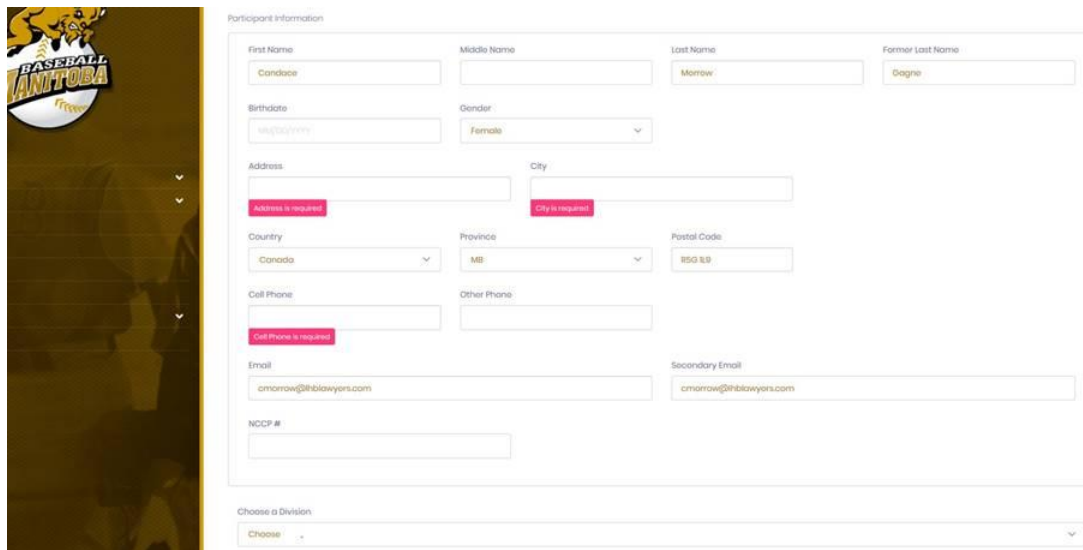 BASEBALL
MANITOBA
Participant Information
First Name Middle Name Last Name Former Last Name
Candace Morrow Gagne
Birthdate Gender
MM/DD/YYYY Female
Address City
Address is required City is required
Country Province Postal Code
Canada MB R5G 1L9
Cell Phone Other Phone
Cell Phone is required
Email Secondary Email
cmorrow@lhblawyers.com cmorrow@lhblawyers.com
NCCP #
Choose a Division
Choose